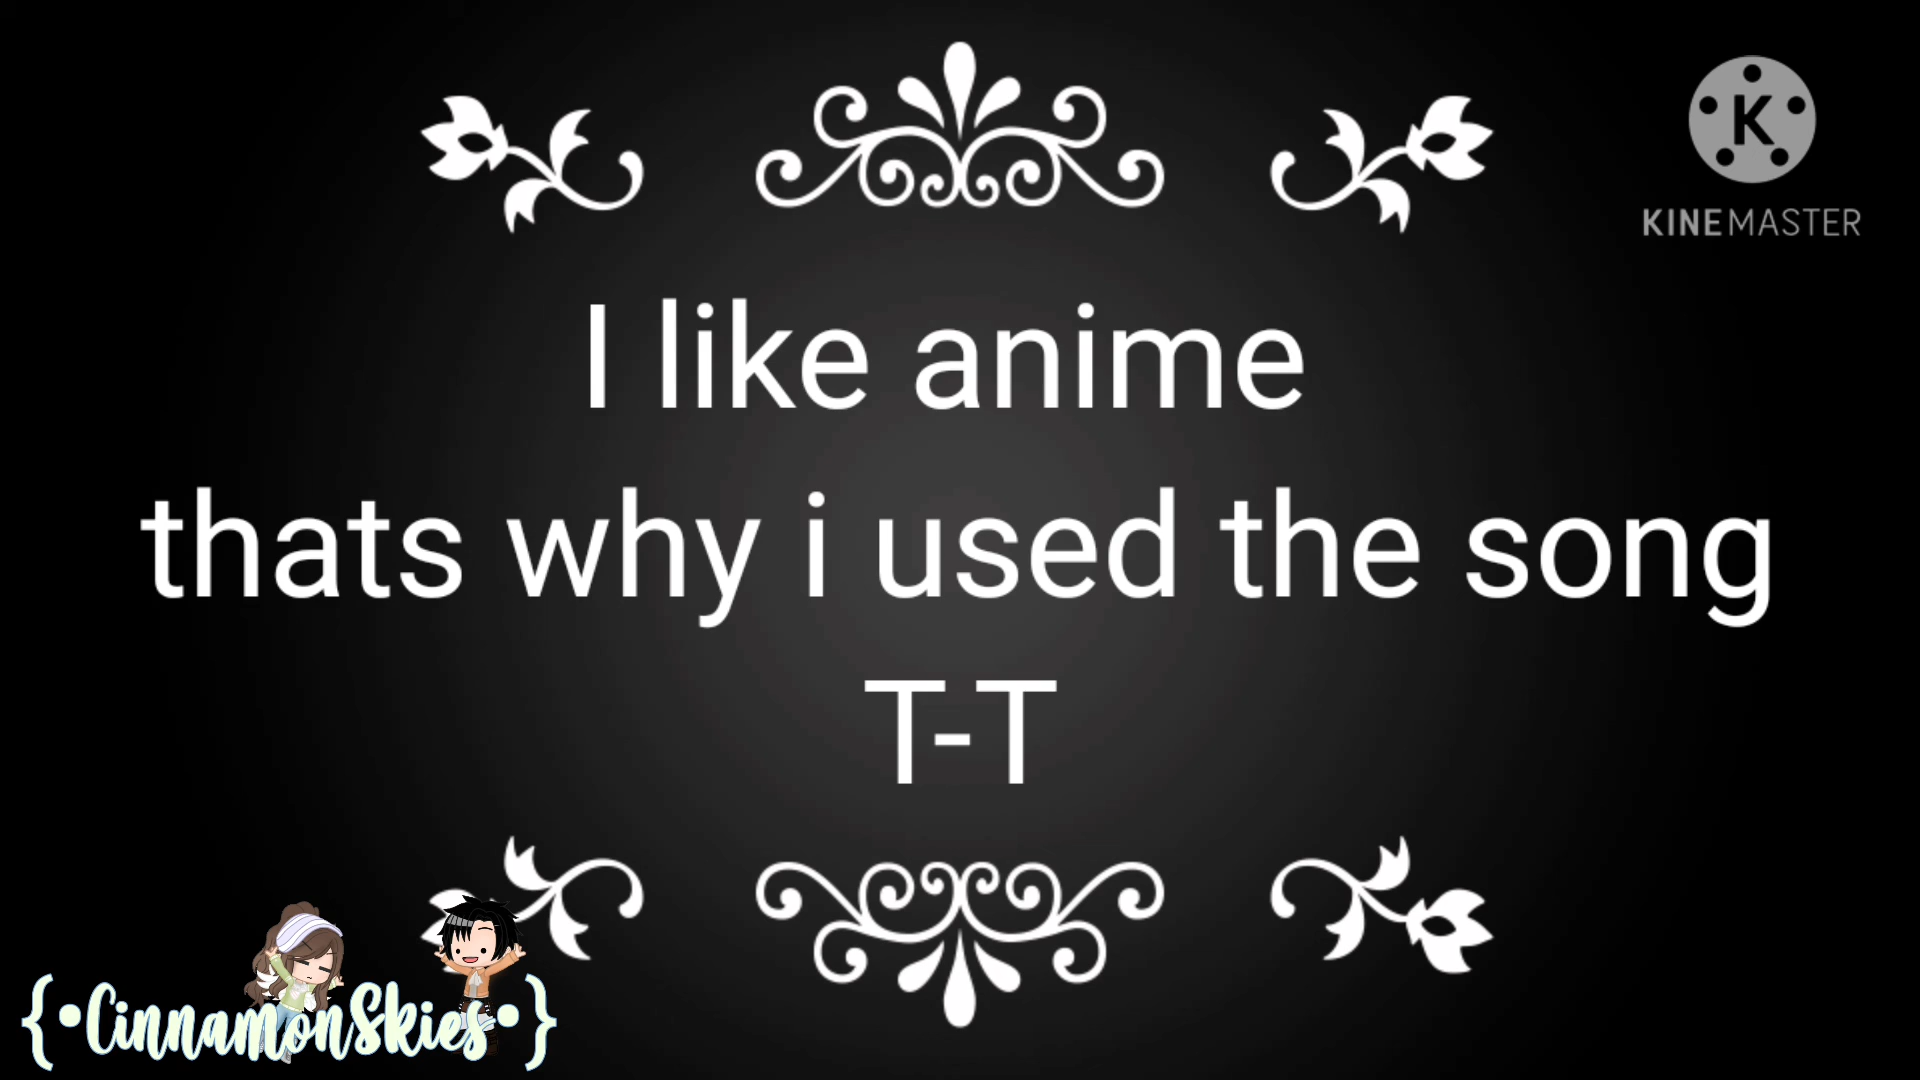 K
KINEMASTER
I like anime
thats why i used the song
T-T
{•CinnamonSkies•}